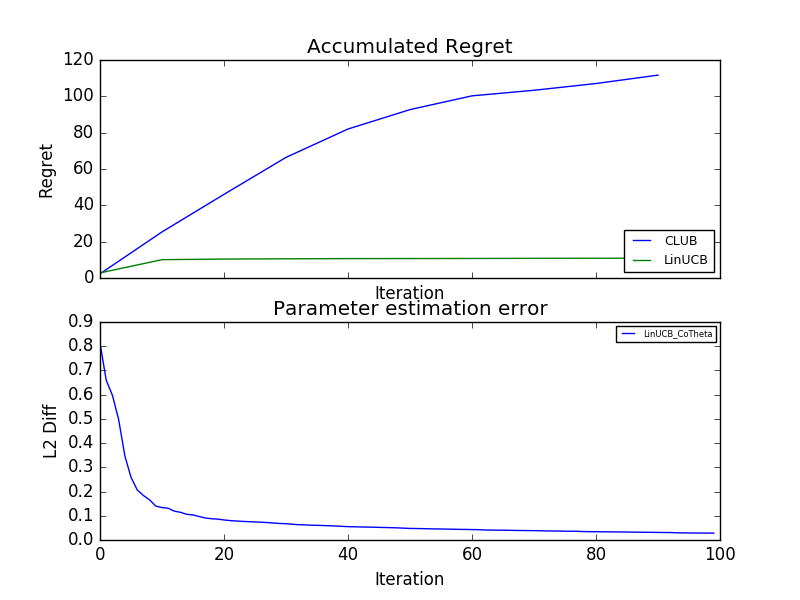 Accumulated Regret
120
100
80
60
40
20
0
Regret
CLUB
LinUCB
Iteration
Parameter estimation error
0.9
0.8
0.7
0.6
0.5
0.4
0.3
0.2
0.1
0.0
L2 Diff
LinUCB_CoTheta
0 20 40 60 80 100
Iteration